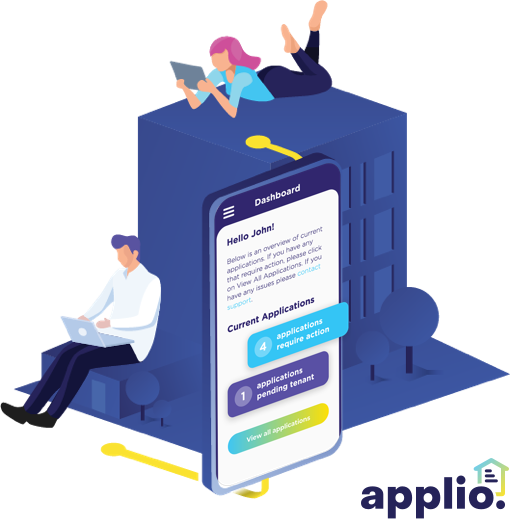 Dashboard
Hello John!
Below is an overview of current
applications. If you have any
that require action, please click
on View All Applications. If you
have any issues please contact
support.
Current Applications
4 applications
require action
1 applications
pending tenant
View all applications
applio.